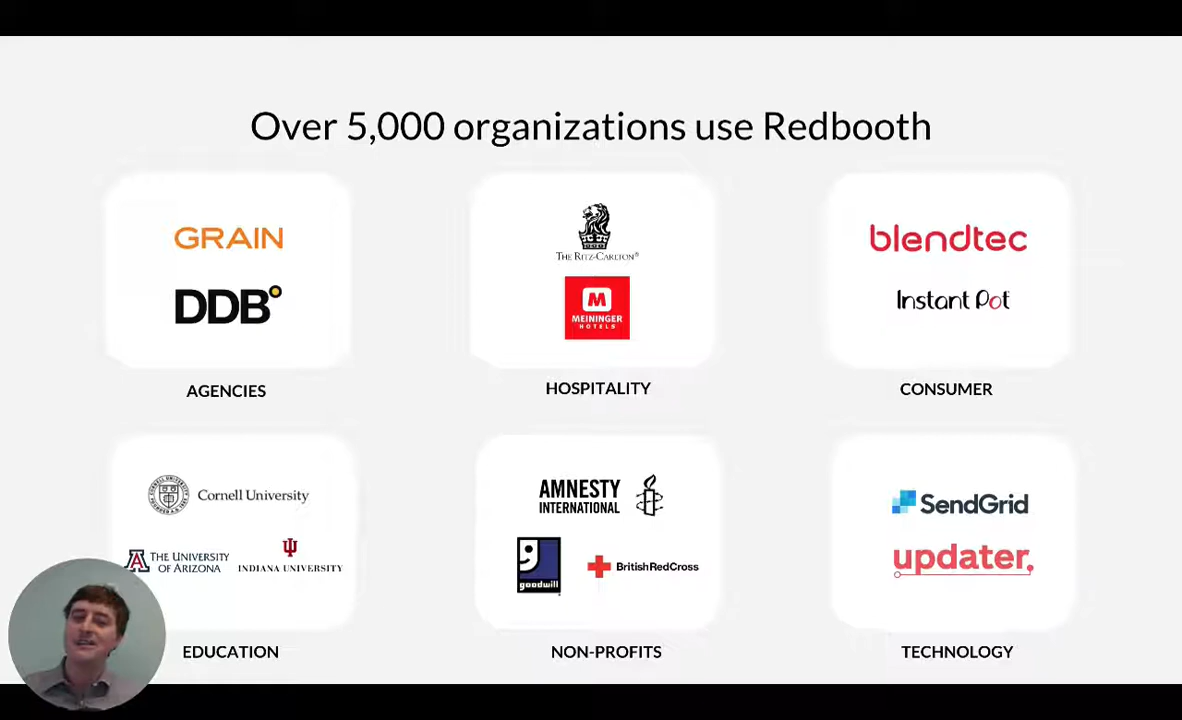 Over 5,000 organizations use Redbooth
GRAIN
DDB
AGENCIES
THE RITZ-CARLTON®
M
MEININGER
HOTELS
HOSPITALITY
blendtec
Instant Pot
CONSUMER
Cornell University
A
THE UNIVERSITY
OF ARIZONA
INDIANA UNIVERSITY
EDUCATION
AMNESTY
INTERNATIONAL
goodwill
BritishRedCross
NON-PROFITS
SendGrid
updater.
TECHNOLOGY